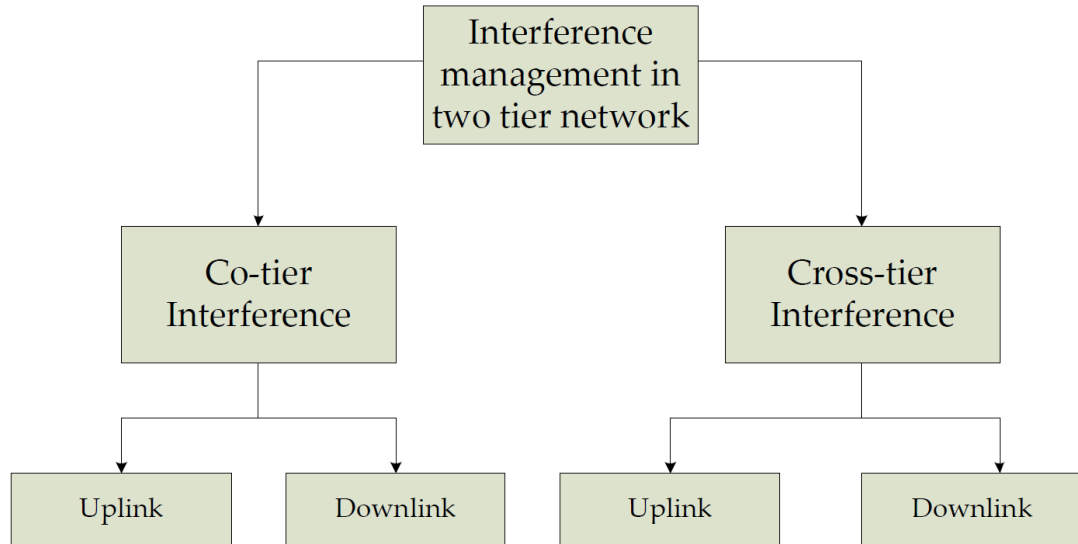 Interference
management in
two tier network
Co-tier
Interference
Cross-tier
Interference
Uplink
Downlink
Uplink
Downlink